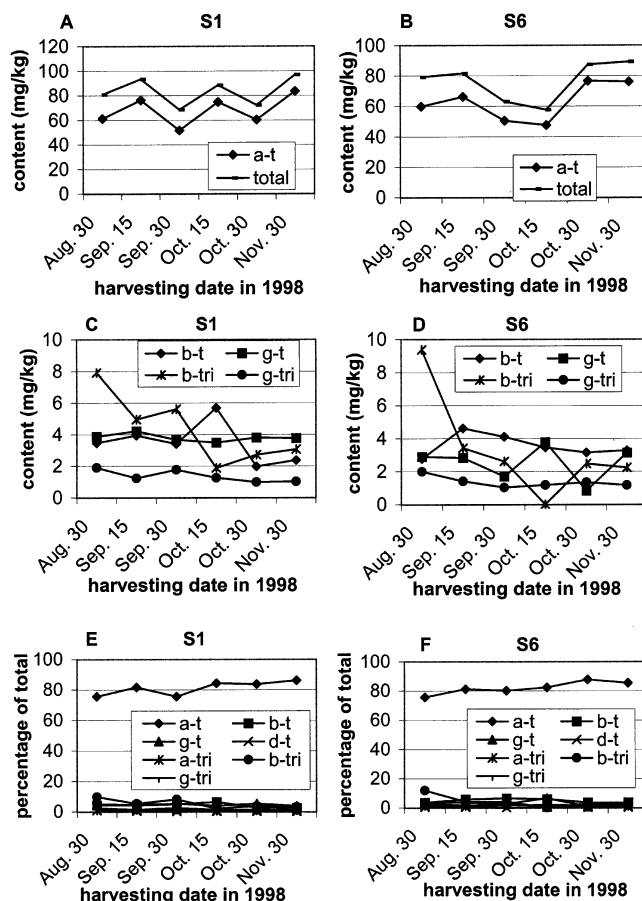 A S1
120
100
80
60
40
20
0
content (mg/kg)
a-t
total
Aug. 30
Sep. 15
Sep. 30
Oct. 15
Oct. 30
Nov. 30
harvesting date in 1998
B S6
100
80
60
40
20
0
content (mg/kg)
a-t
total
Aug. 30
Sep. 15
Sep. 30
Oct. 15
Oct. 30
Nov. 30
harvesting date in 1998
C S1
10
8
6
4
2
0
content (mg/kg)
b-t g-t
b-tri g-tri
Aug. 30
Sep. 15
Sep. 30
Oct. 15
Oct. 30
Nov. 30
harvesting date in 1998
D S6
10
8
6
4
2
0
content (mg/kg)
b-t g-t
b-tri g-tri
Aug. 30
Sep. 15
Sep. 30
Oct. 15
Oct. 30
Nov. 30
harvesting date in 1998
E S1
100
80
60
40
20
0
percentage of total
a-t b-t
g-t d-t
a-tri b-tri
g-tri
Aug. 30
Sep. 15
Sep. 30
Oct. 15
Oct. 30
Nov. 30
harvesting date in 1998
F S6
100
80
60
40
20
0
percentage of total
a-t b-t
g-t d-t
a-tri b-tri
g-tri
Aug. 30
Sep. 15
Sep. 30
Oct. 15
Oct. 30
Nov. 30
harvesting date in 1998